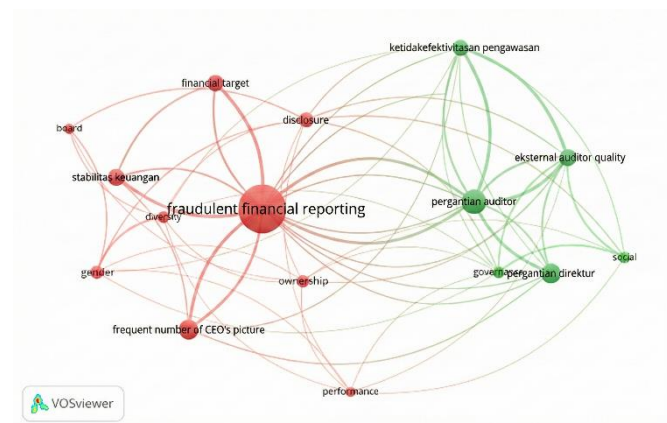 ketidakefektivitasan pengawasan
financial target
disclosure
board
eksternal auditor quality
stabilitas keuangan
pergantian auditor
fraudulent financial reporting
diversity
social
gender
governance
pergantian direktur
ownership
frequent number of CEO's picture
performance
VOSviewer